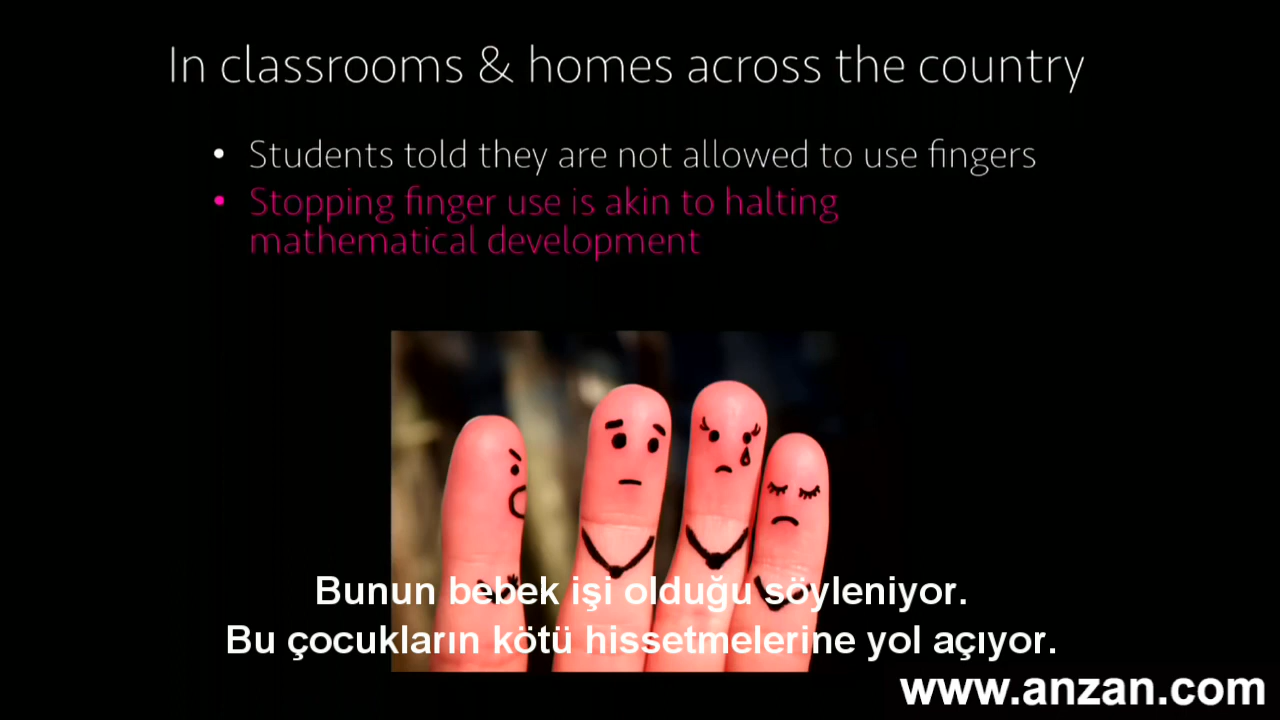 In classrooms & homes across the country
• Students told they are not allowed to use fingers
• Stopping finger use is akin to halting
mathematical development
Bunun bebek işi olduğu söyleniyor.
Bu çocukların kötü hissetmelerine yol açıyor.
www.anzan.com